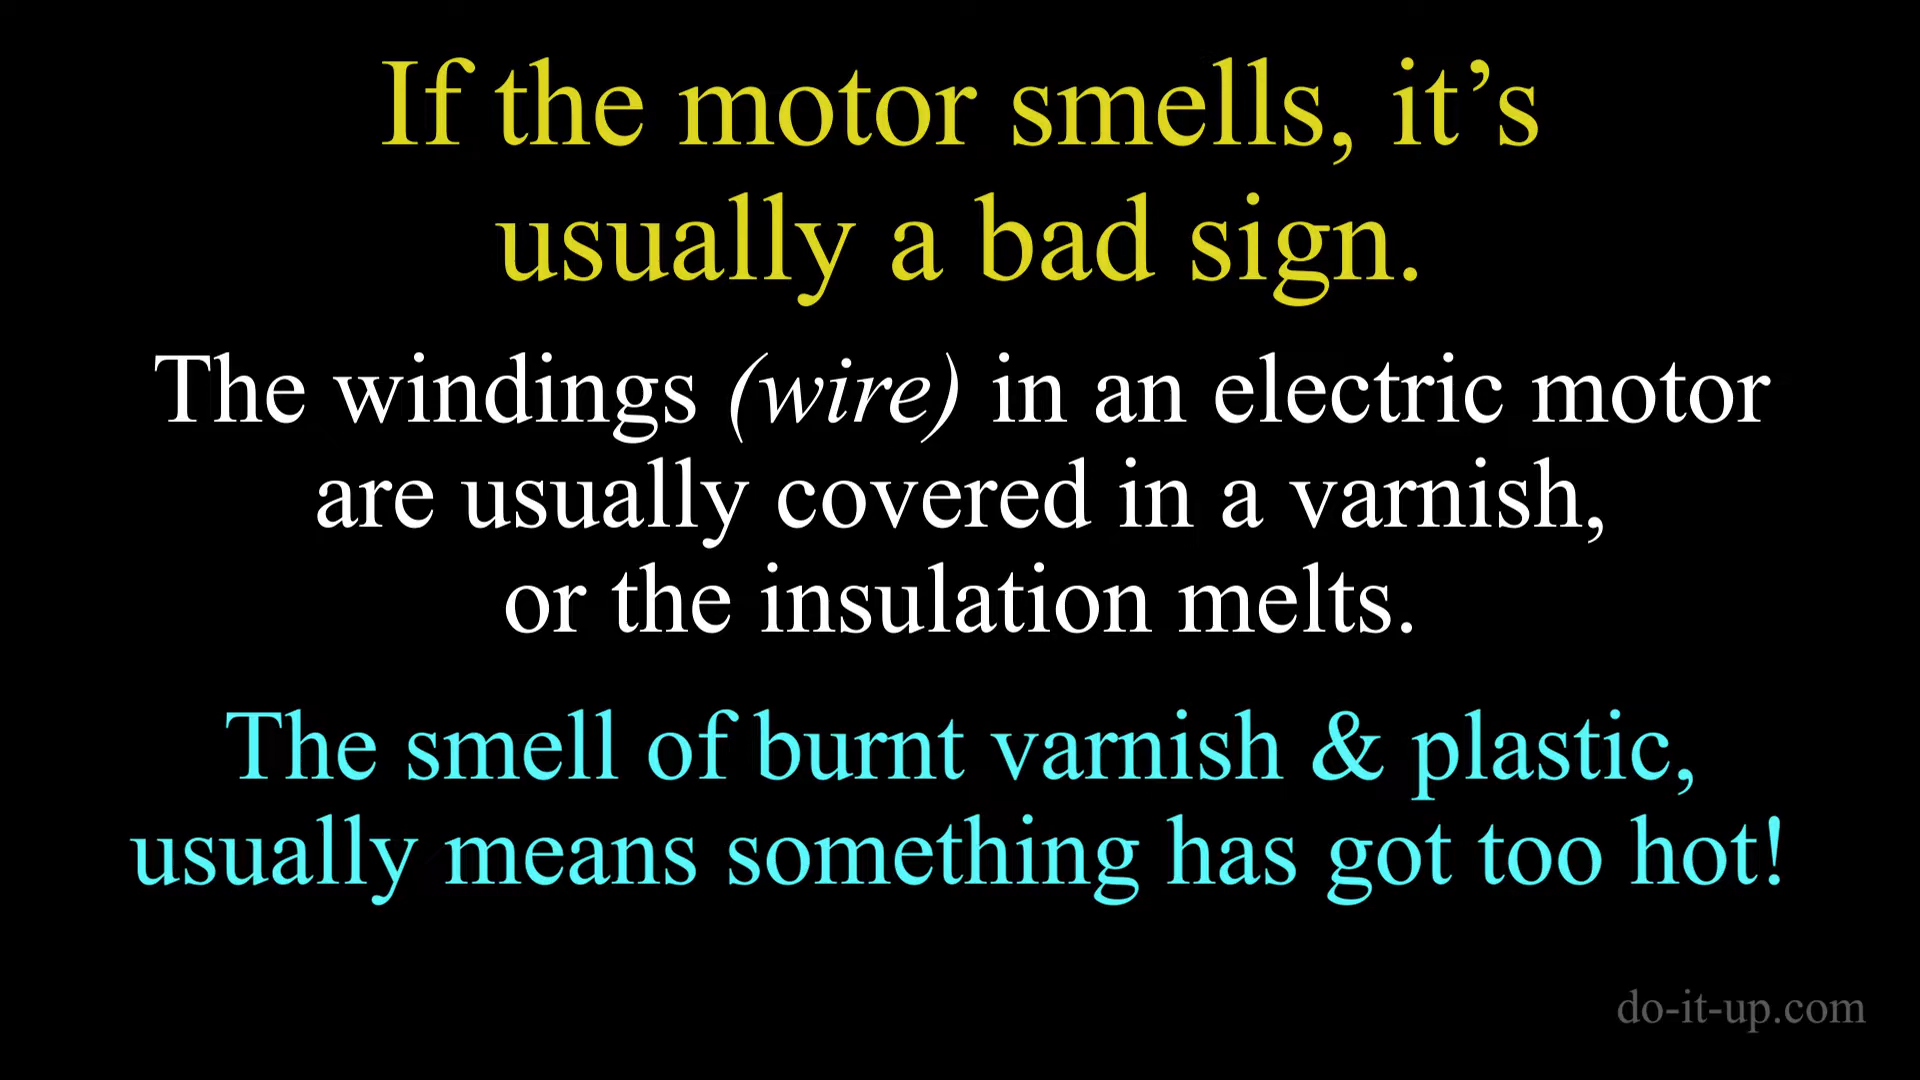 If the motor smells, it’s
usually a bad sign.
The windings (wire) in an electric motor
are usually covered in a varnish,
or the insulation melts.
The smell of burnt varnish & plastic,
usually means something has got too hot!
do-it-up.com